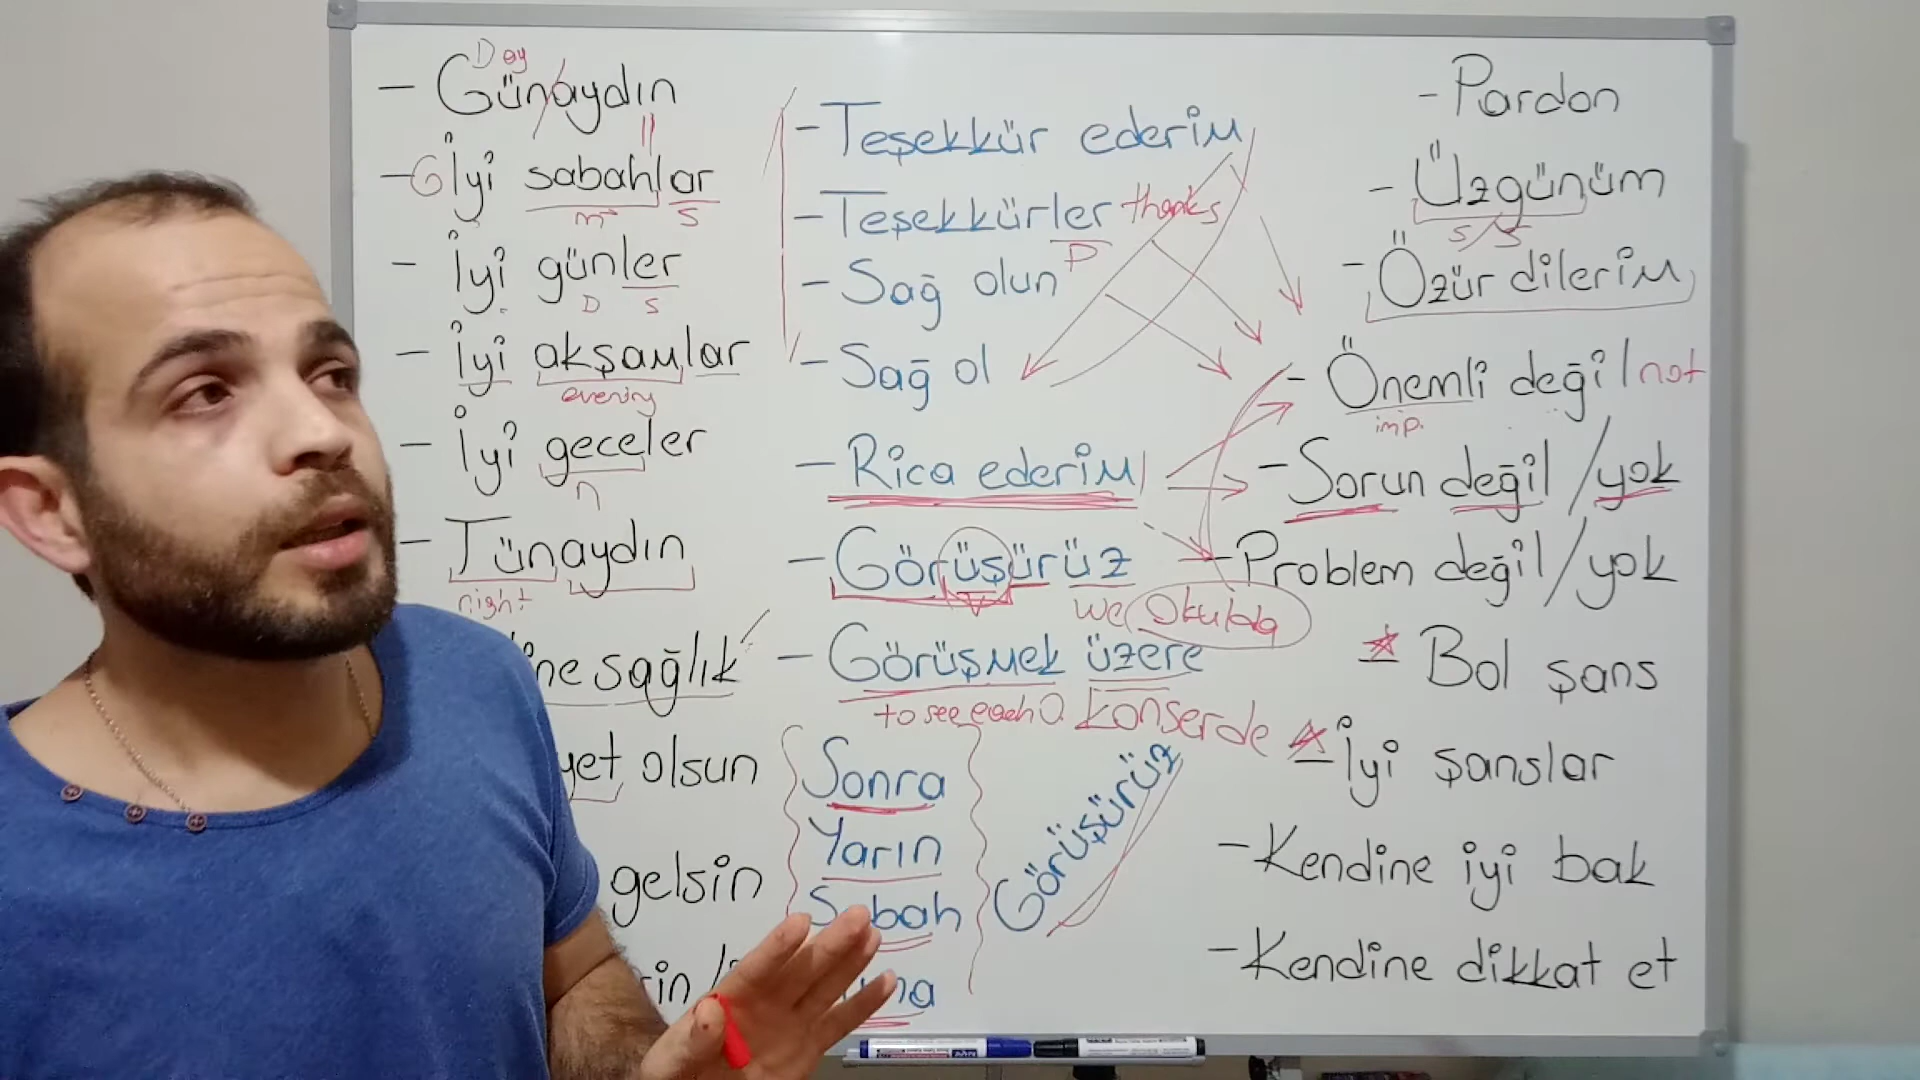 Day
- Günaydın
- G İyi sabahlar
m S
- İyi günler
D S
- İyi akşamlar
evening
- İyi geceler
n
- Tünaydın
night
ne sağlık
yet olsun
gelsin
rin /
- Teşekkür ederim
- Teşekkürler thanks
P
- Sağ olun
- Sağ ol
- Rica ederim
- Görüşürüz
we Okulda
- Görüşmek üzere
to see each O. Konserde
Sonra
Yarın
Sabah
Görüşürüz
- Pardon
- Üzgünüm
S/S
- Özür dilerim
- Önemli değil not
imp.
- Sorun değil / yok
- Problem değil / yok
Bol şans
İyi şanslar
- Kendine iyi bak
- Kendine dikkat et